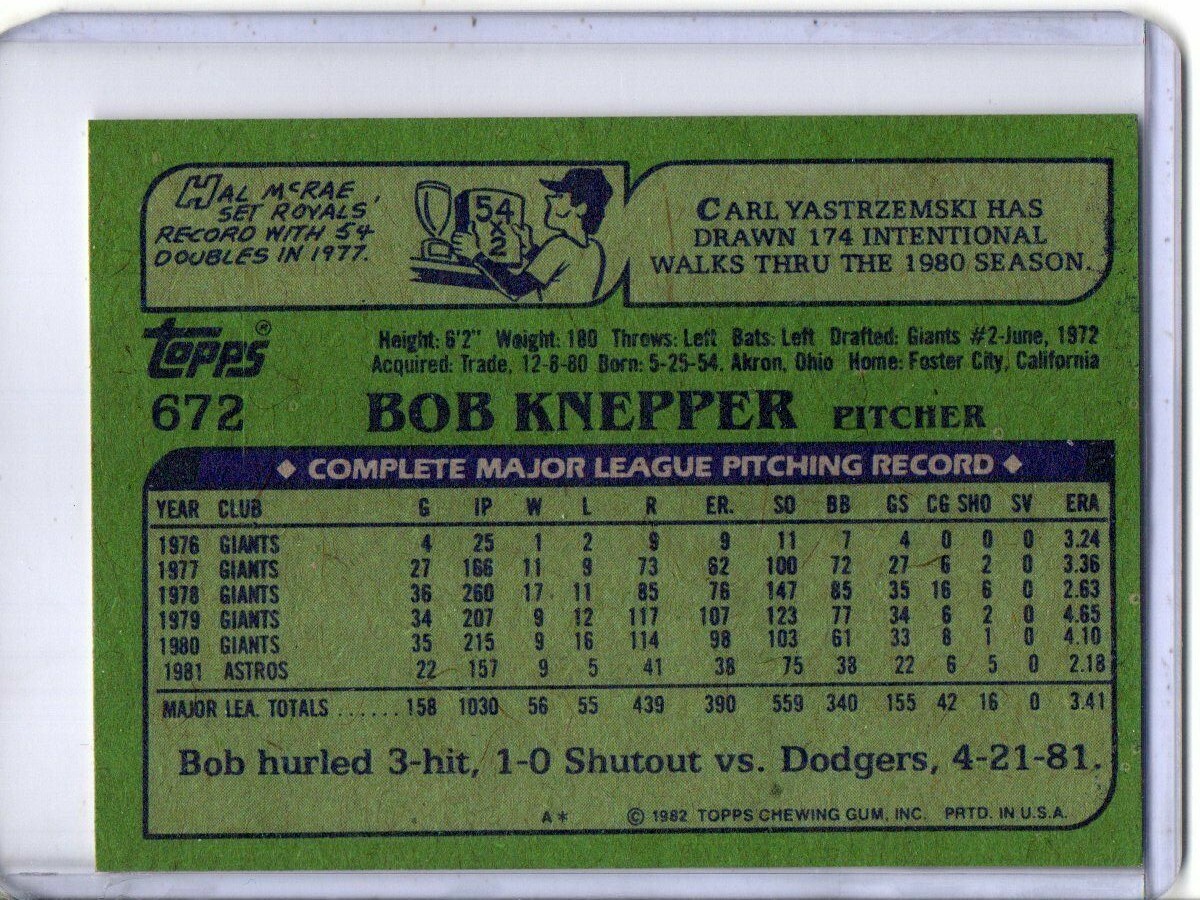 HAL McRAE
SET ROYALS'
RECORD WITH 54
DOUBLES IN 1977.
54
x
2
CARL YASTRZEMSKI HAS
DRAWN 174 INTENTIONAL
WALKS THRU THE 1980 SEASON.
topps®
Height: 6'2" Weight: 180 Throws: Left Bats: Left Drafted: Giants #2-June, 1972
Acquired: Trade, 12-8-80 Born: 5-25-54, Akron, Ohio Home: Foster City, California
672 BOB KNEPPER PITCHER
◆ COMPLETE MAJOR LEAGUE PITCHING RECORD ◆
YEAR CLUB G IP W L R ER. SO BB GS CG SHO SV ERA
1976 GIANTS 4 25 1 2 9 9 11 7 4 0 0 0 3.24
1977 GIANTS 27 166 11 9 73 62 100 72 27 6 2 0 3.36
1978 GIANTS 36 260 17 11 85 76 147 85 35 16 6 0 2.63
1979 GIANTS 34 207 9 12 117 107 123 77 34 6 2 0 4.65
1980 GIANTS 35 215 9 16 114 98 103 61 33 8 1 0 4.10
1981 ASTROS 22 157 9 5 41 38 75 38 22 6 5 0 2.18
MAJOR LEA. TOTALS ...... 158 1030 56 55 439 390 559 340 155 42 16 0 3.41
Bob hurled 3-hit, 1-0 Shutout vs. Dodgers, 4-21-81.
A* © 1982 TOPPS CHEWING GUM, INC. PRTD. IN U.S.A.